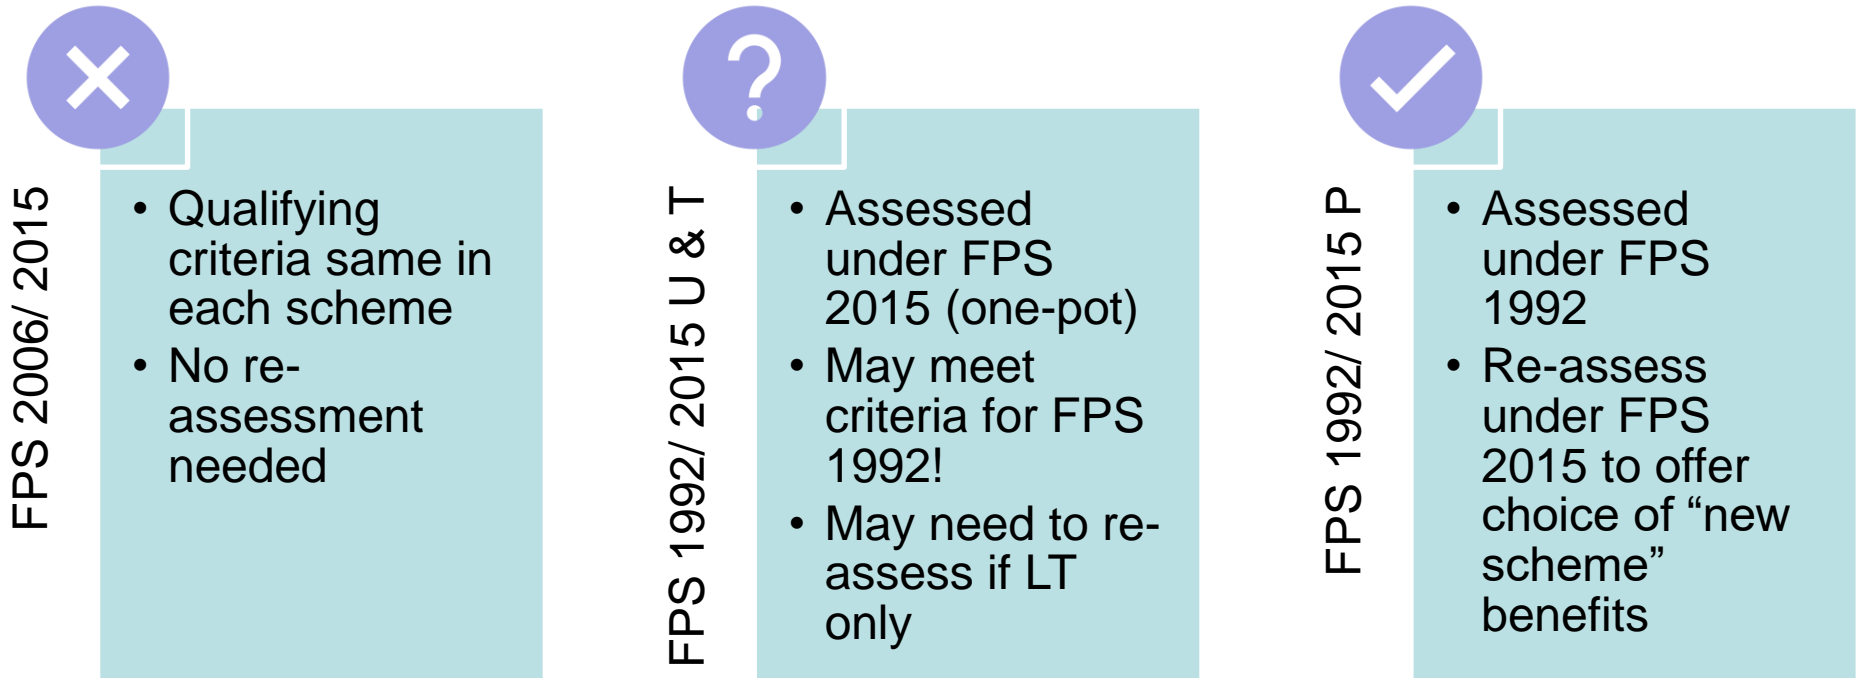 FPS 2006/ 2015
• Qualifying
criteria same in
each scheme
• No re-
assessment
needed
FPS 1992/ 2015 U & T
• Assessed
under FPS
2015 (one-pot)
• May meet
criteria for FPS
1992!
• May need to re-
assess if LT
only
FPS 1992/ 2015 P
• Assessed
under FPS
1992
• Re-assess
under FPS
2015 to offer
choice of “new
scheme”
benefits